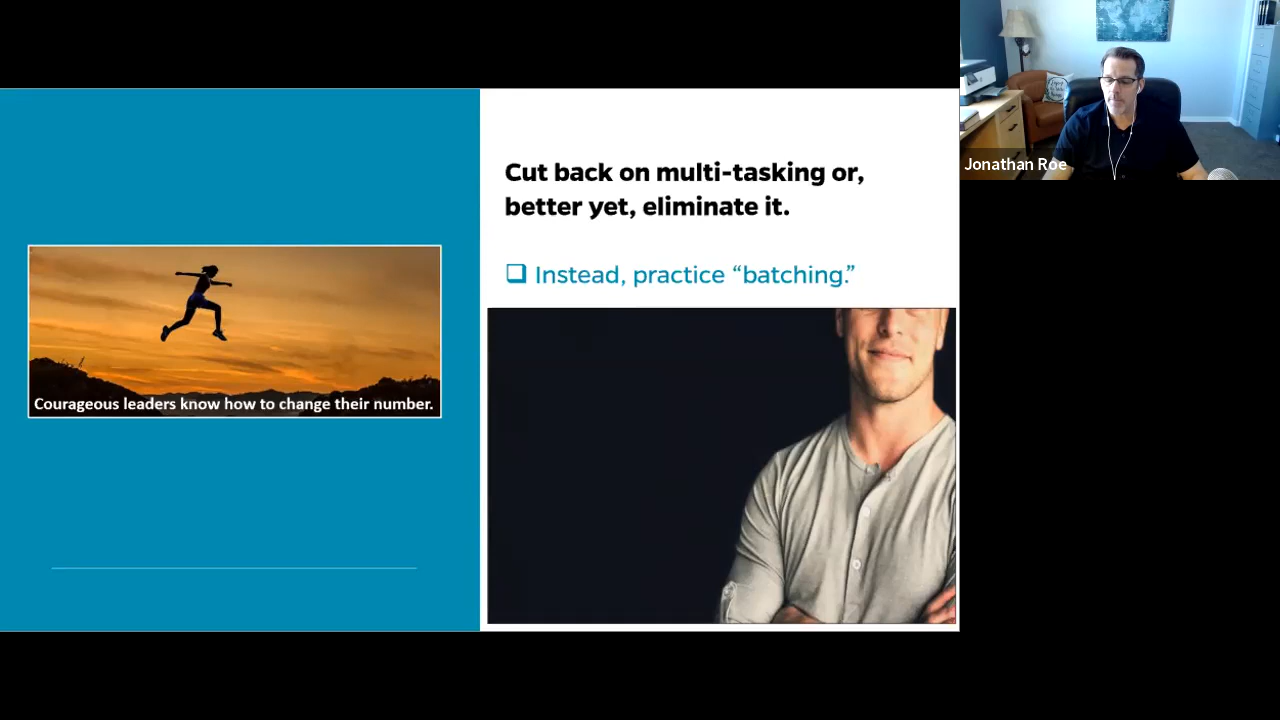 Cut back on multi-tasking or,
better yet, eliminate it.
❑ Instead, practice “batching.”
Courageous leaders know how to change their number.
Jonathan Roe